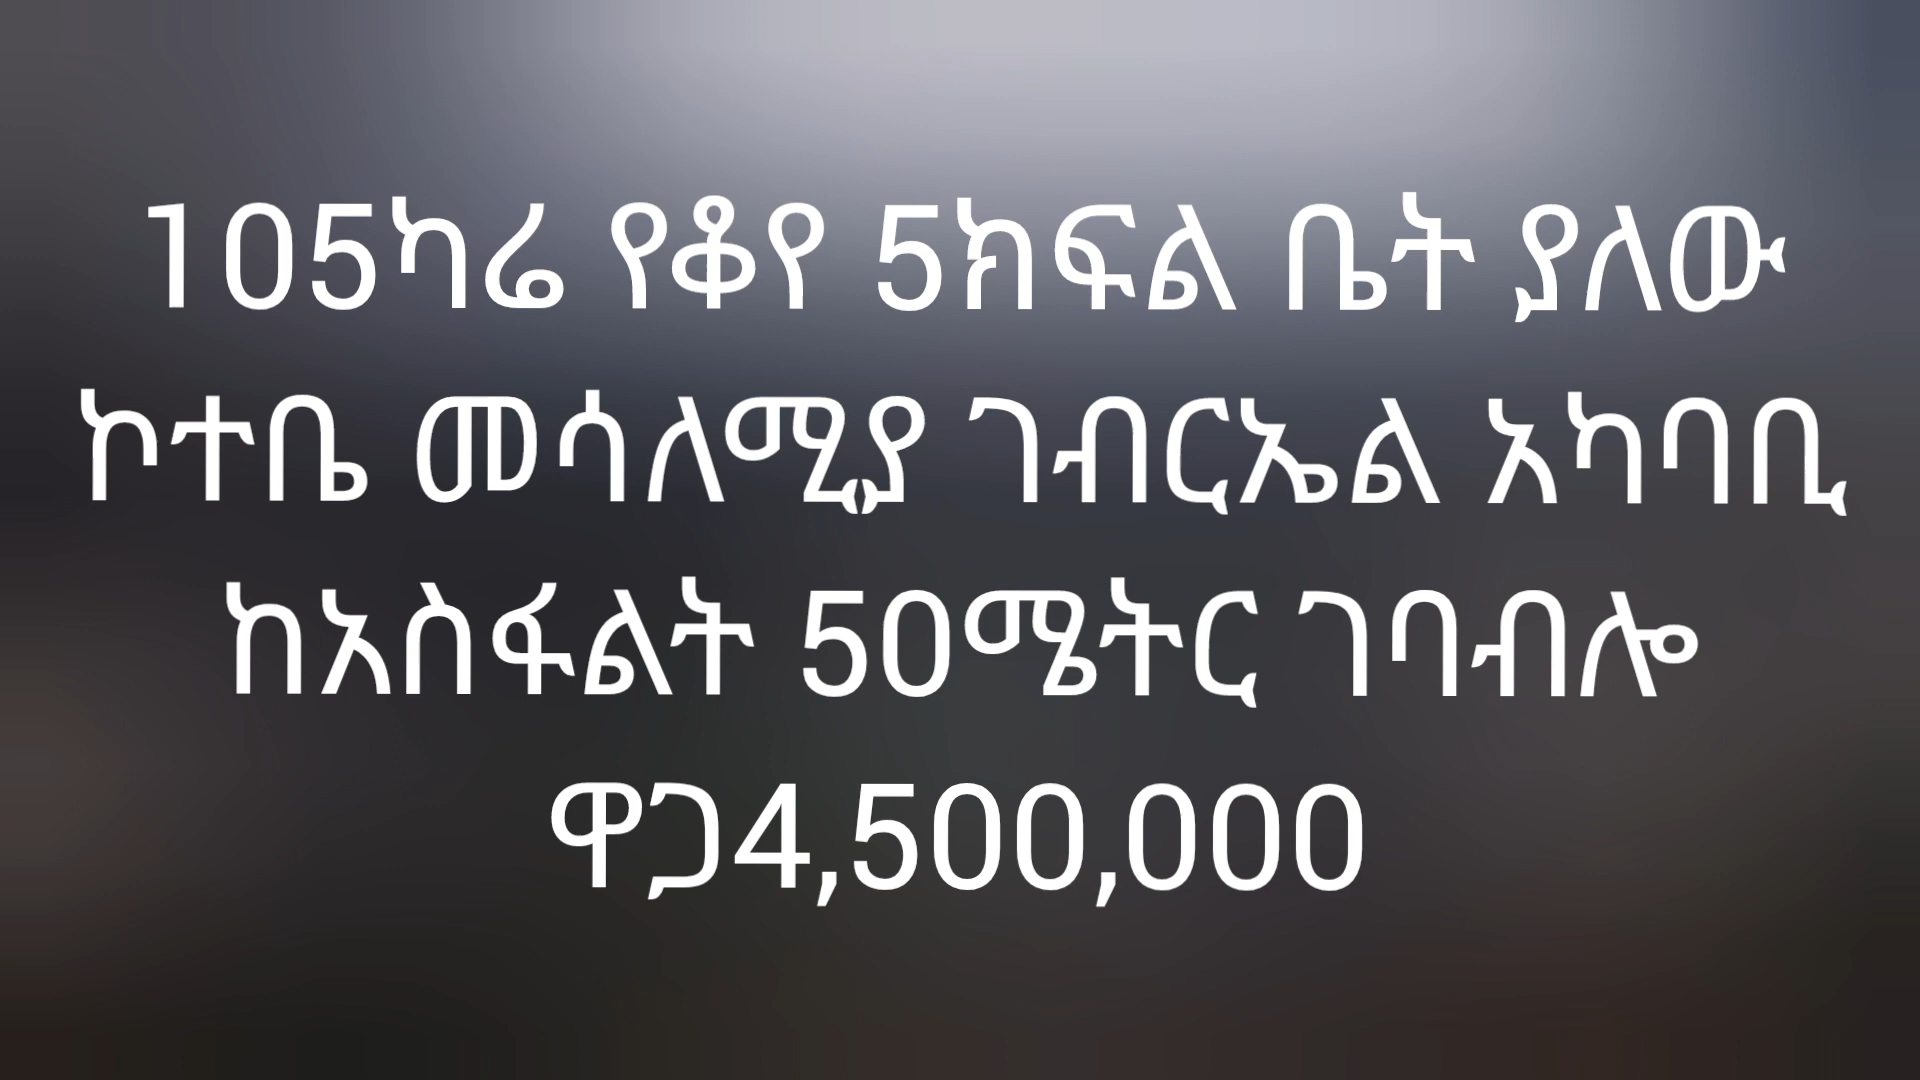 105ካሬ የቆየ 5ክፍል ቤት ያለው
ኮተቤ መሳለሚያ ገብርኤል አካባቢ
ከአስፋልት 50ሜትር ገባብሎ
ዋጋ4,500,000